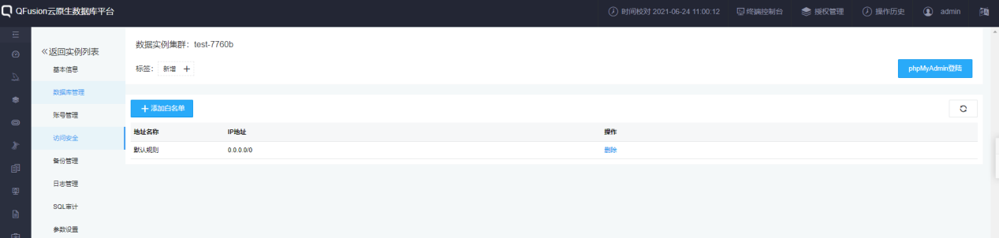 QFusion云原生数据库平台
时间校对 2021-06-24 11:00:12
终端控制台
授权管理
操作历史
admin
返回实例列表
基本信息
数据库管理
账号管理
访问安全
备份管理
日志管理
SQL审计
参数设置
数据实例集群：test-7760b
标签： 新增 +
phpMyAdmin登陆
+ 添加白名单
地址名称 IP地址 操作
默认规则 0.0.0.0/0 删除